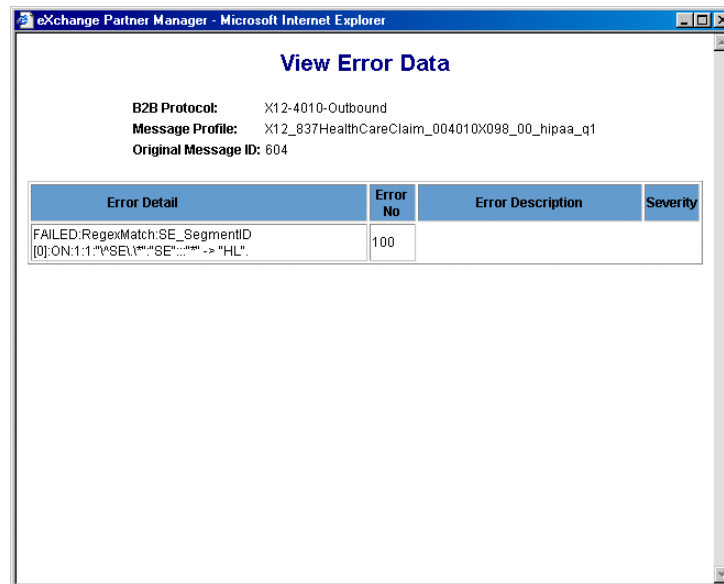 eXchange Partner Manager - Microsoft Internet Explorer
View Error Data
B2B Protocol: X12-4010-Outbound
Message Profile: X12_837HealthCareClaim_004010X098_00_hipaa_q1
Original Message ID: 604
Error Detail Error No Error Description Severity
FAILED:RegexMatch:SE_SegmentID 100
[0]:ON:1:1:"\^SE\.\*":"SE":::"*" -> "HL".